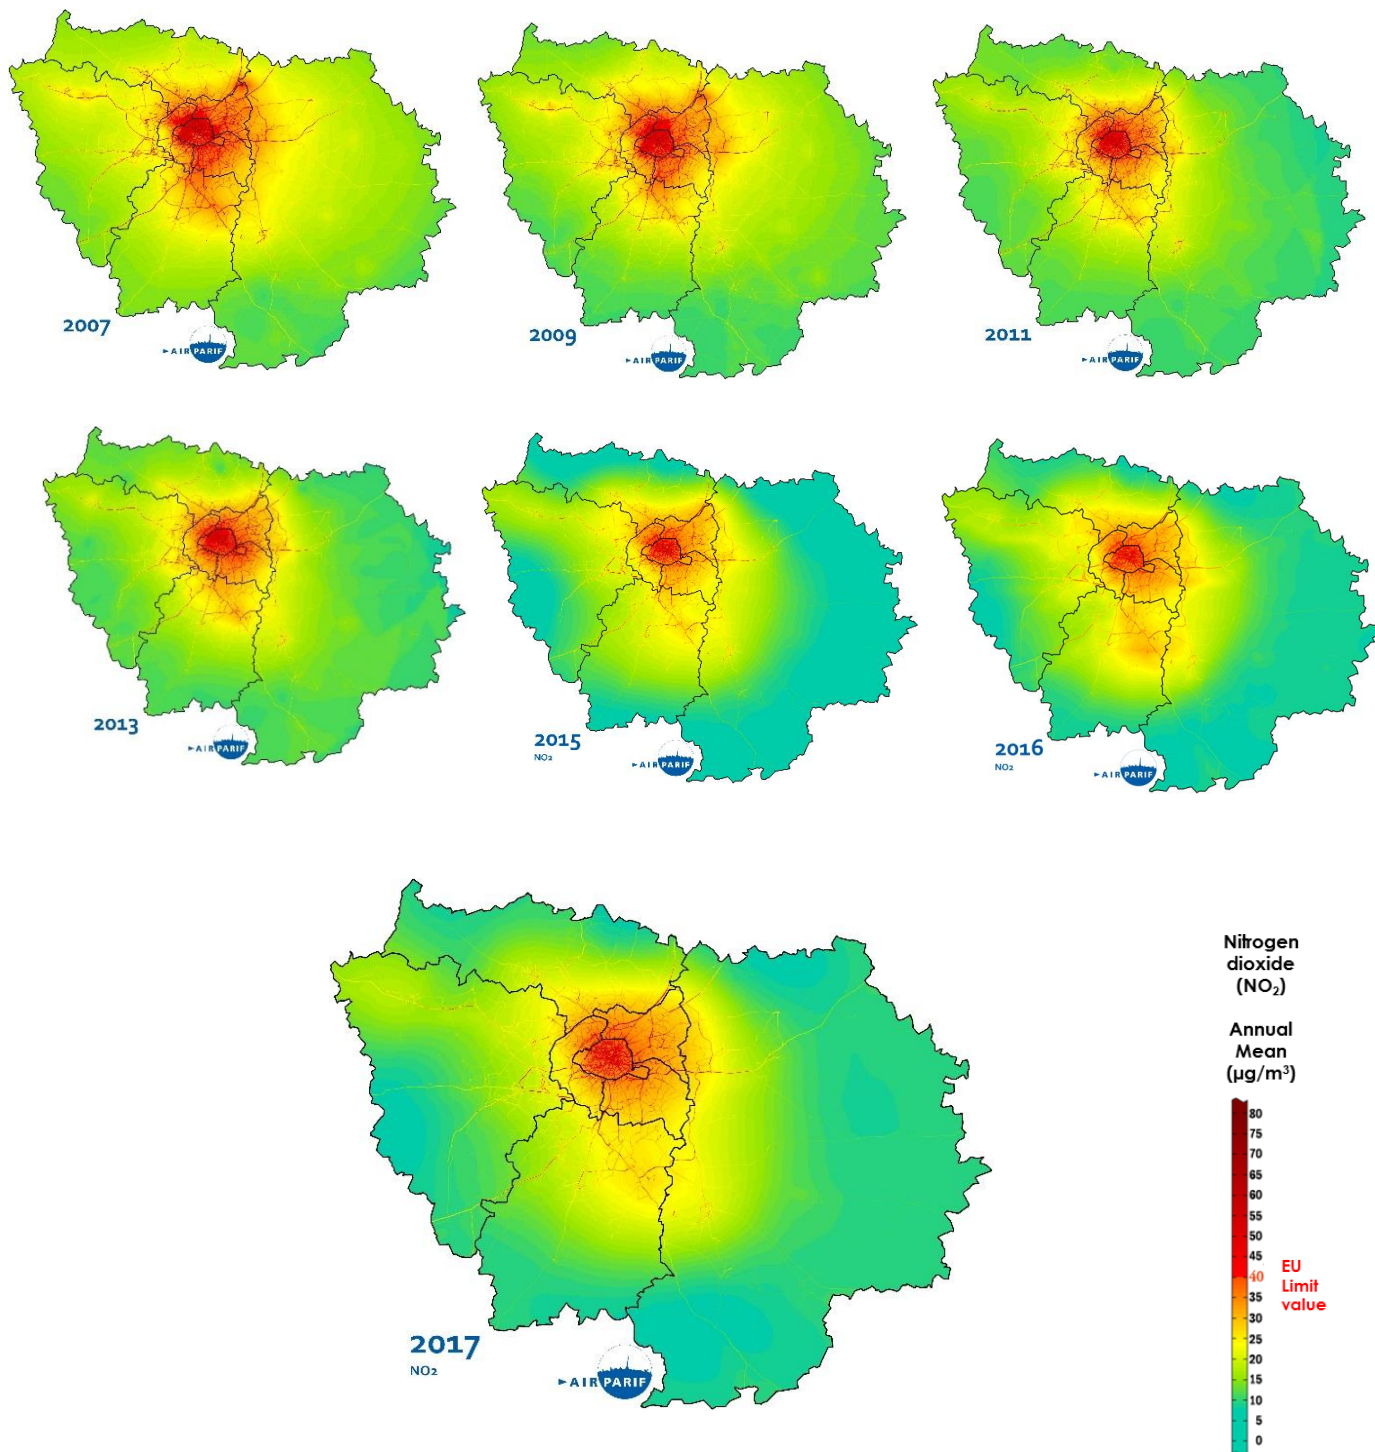 2007
►AIRPARIF
2009
►AIRPARIF
2011
►AIRPARIF
2013
►AIRPARIF
2015
NO2
►AIRPARIF
2016
NO2
►AIRPARIF
2017
NO2
►AIRPARIF
Nitrogen
dioxide
(NO₂)
Annual
Mean
(µg/m³)
80
75
70
65
60
55
50
45
40
EU
Limit
value
35
30
25
20
15
10
5
0